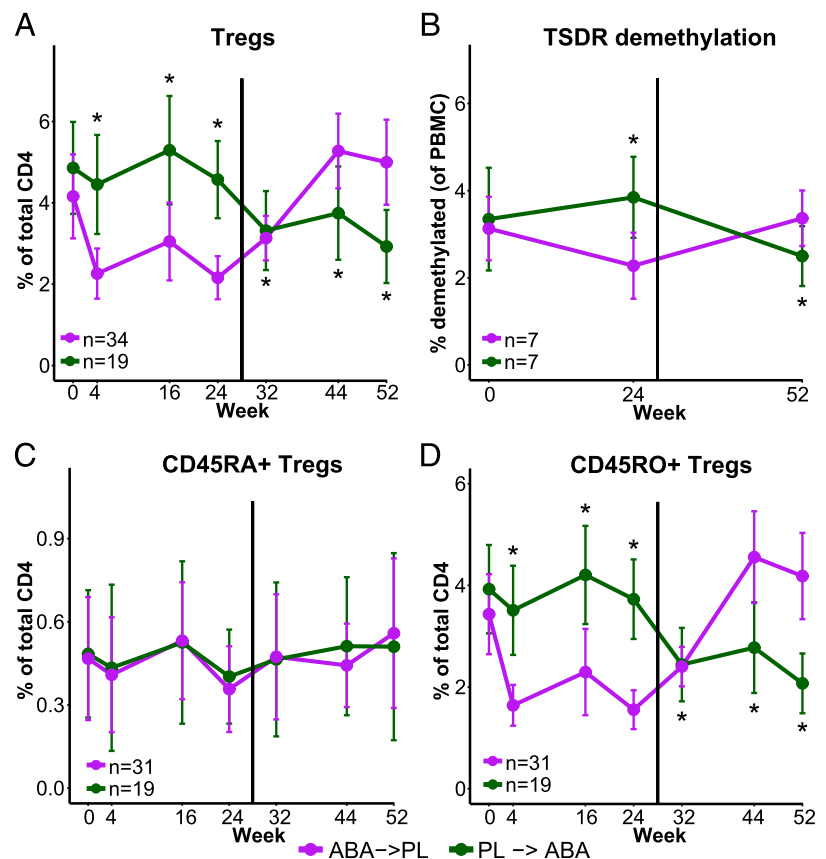 A
Tregs
% of total CD4
6
4
2
0
* * * * * * *
n=34
n=19
0 4 16 24 32 44 52
Week
B
TSDR demethylation
% demethylated (of PBMC)
6
4
2
0
* *
n=7
n=7
0 24 52
Week
C
CD45RA+ Tregs
% of total CD4
0.9
0.6
0.3
0.0
n=31
n=19
0 4 16 24 32 44 52
Week
D
CD45RO+ Tregs
% of total CD4
6
4
2
0
* * * * * *
n=31
n=19
0 4 16 24 32 44 52
Week
ABA->PL PL -> ABA